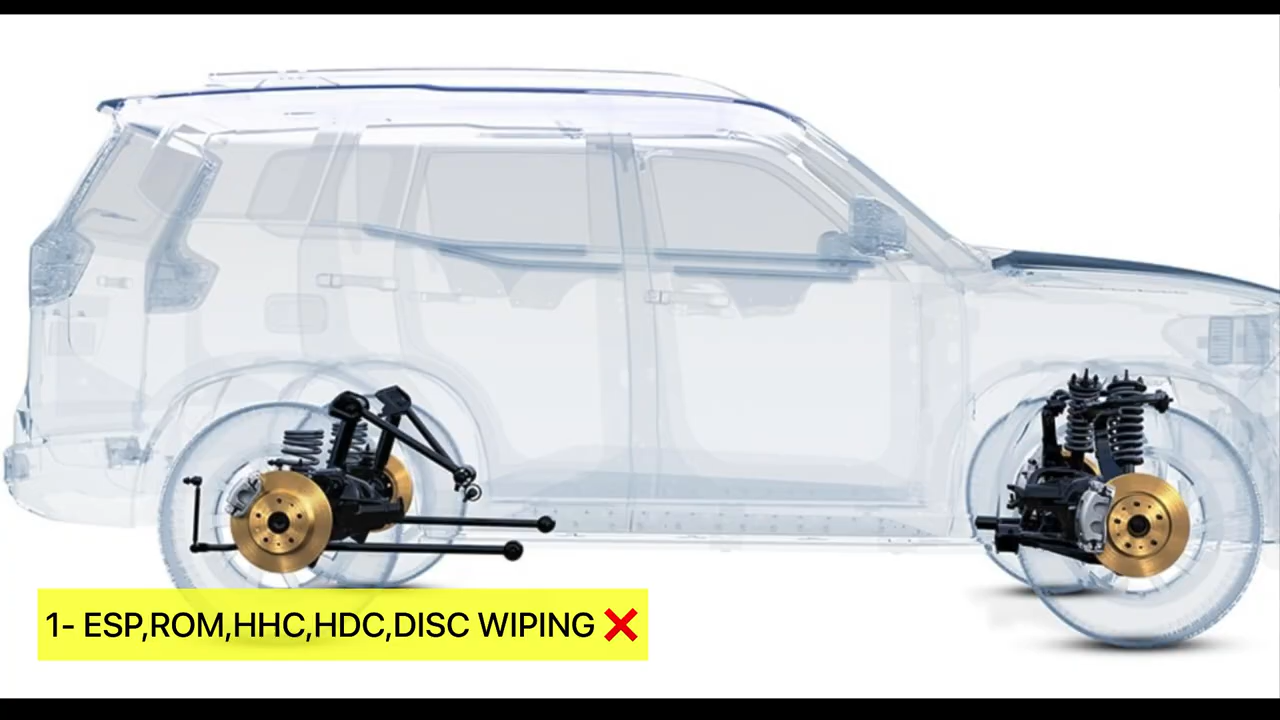 1- ESP,ROM,HHC,HDC,DISC WIPING ❌